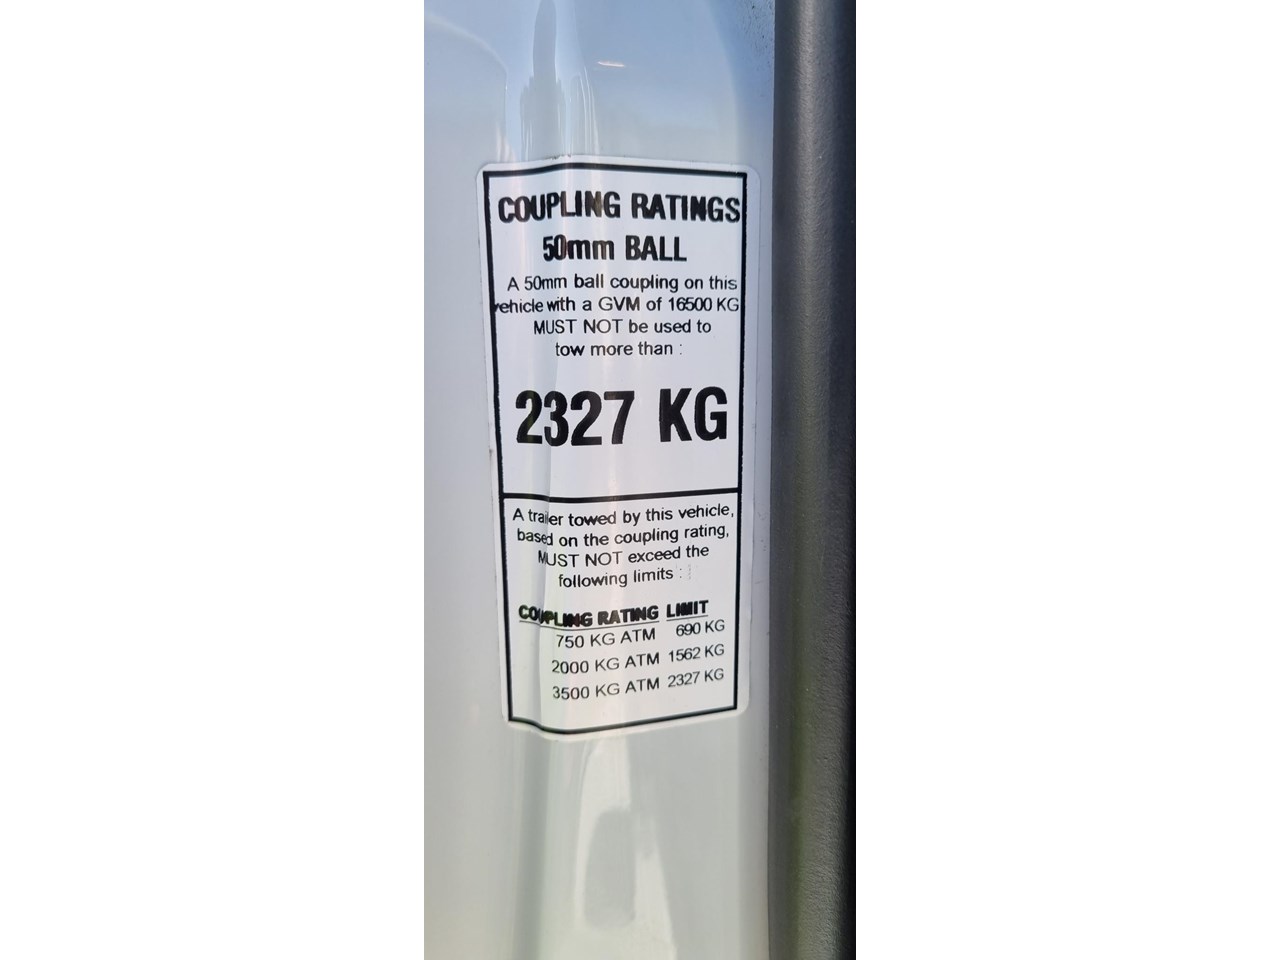 COUPLING RATINGS
50mm BALL
A 50mm ball coupling on this
vehicle with a GVM of 16500 KG
MUST NOT be used to
tow more than :
2327 KG
A trailer towed by this vehicle,
based on the coupling rating,
MUST NOT exceed the
following limits :
COUPLING RATING LIMIT
750 KG ATM 690 KG
2000 KG ATM 1562 KG
3500 KG ATM 2327 KG